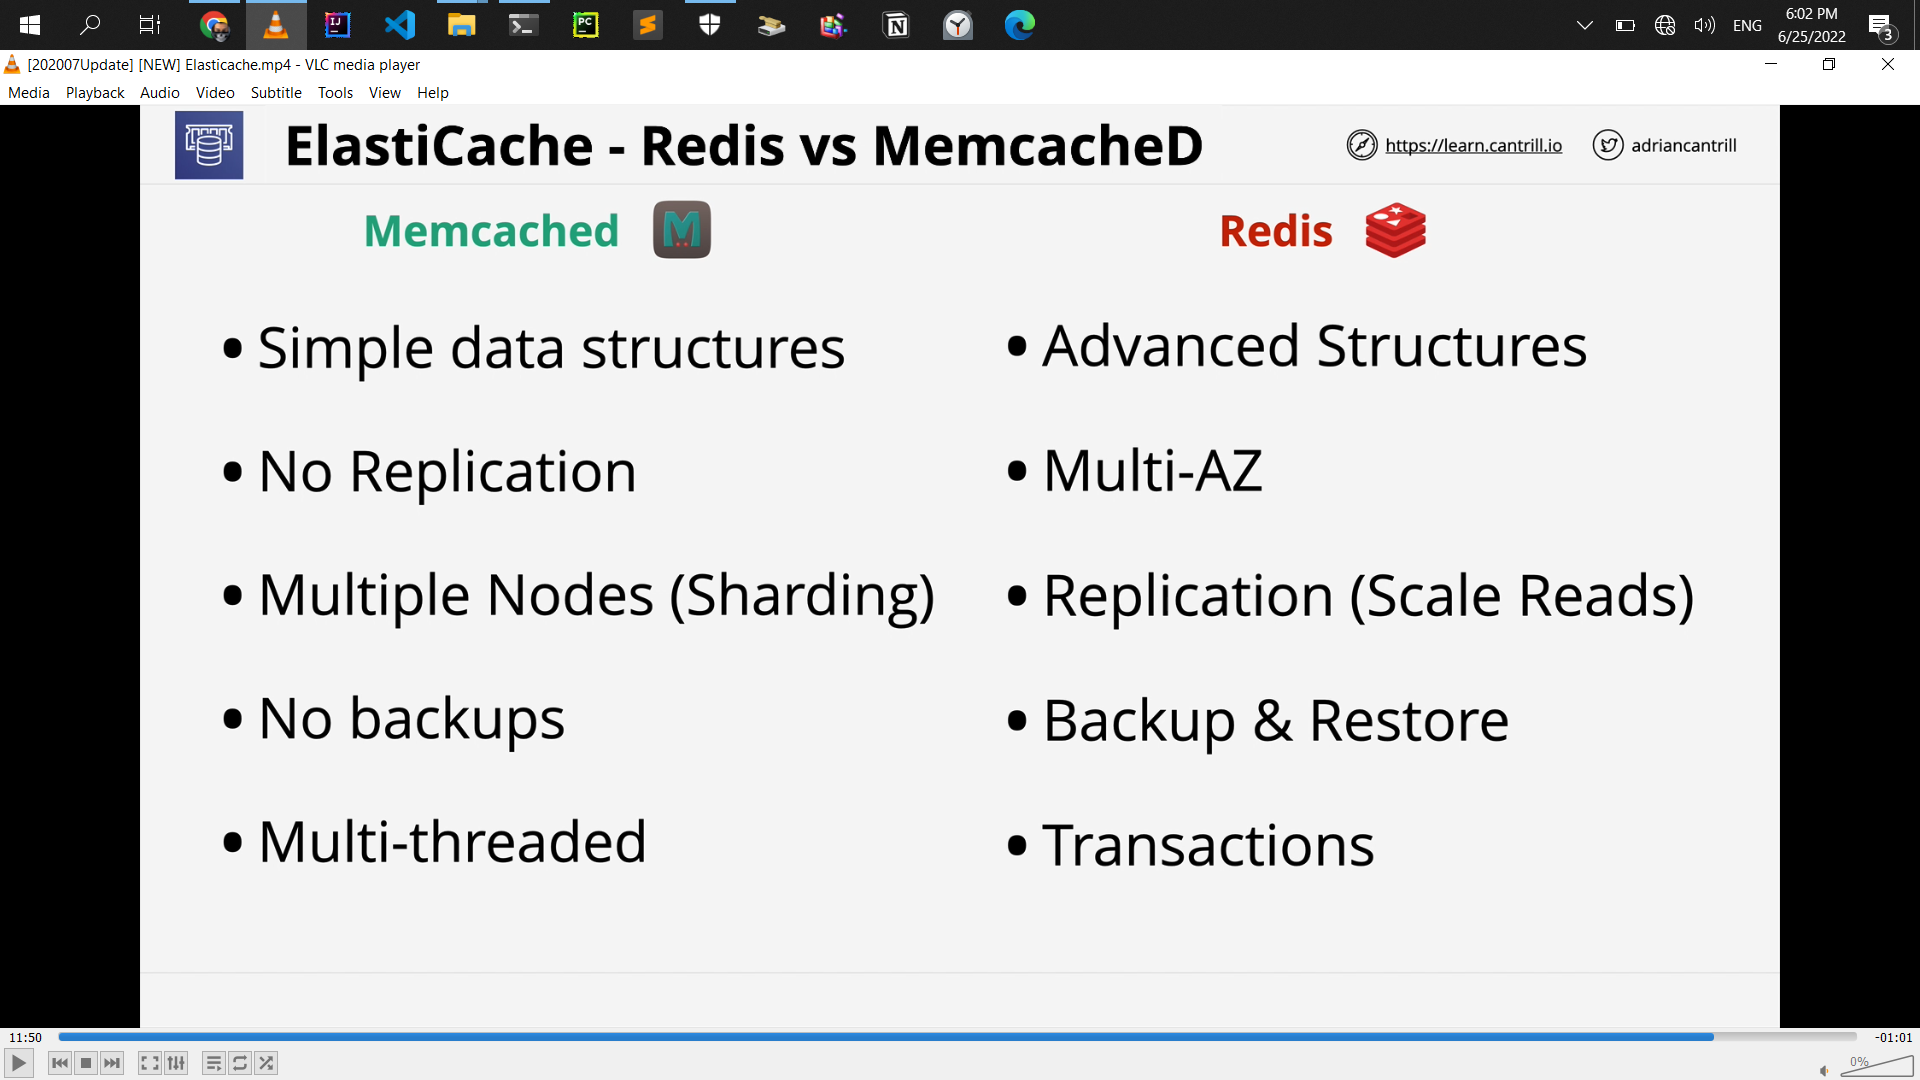 6:02 PM
ENG
6/25/2022
3
[202007Update] [NEW] Elasticache.mp4 - VLC media player
Media Playback Audio Video Subtitle Tools View Help
ElastiCache - Redis vs MemcacheD
https://learn.cantrill.io
adriancantrill
Memcached
• Simple data structures
• No Replication
• Multiple Nodes (Sharding)
• No backups
• Multi-threaded
Redis
• Advanced Structures
• Multi-AZ
• Replication (Scale Reads)
• Backup & Restore
• Transactions
11:50
-01:01
0%